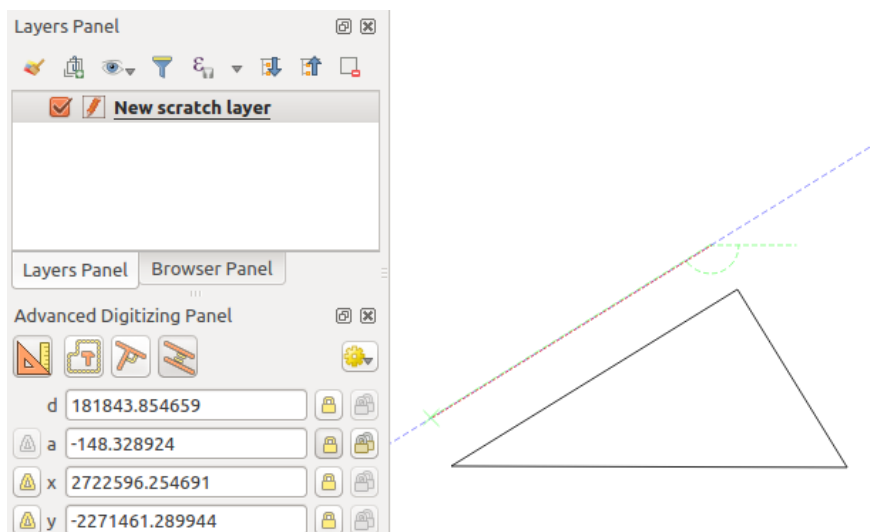 Layers Panel
New scratch layer
Layers Panel
Browser Panel
Advanced Digitizing Panel
d 181843.854659
a -148.328924
x 2722596.254691
y -2271461.289944